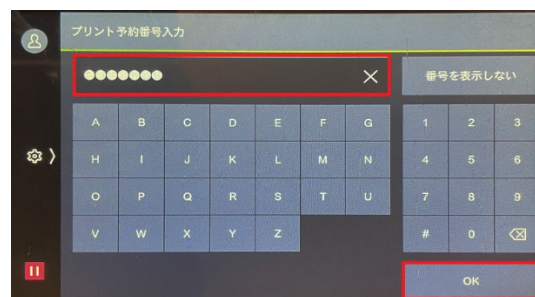 プリント予約番号入力
●●●●●●●
番号を表示しない
A B C D E F G 1 2 3
H I J K L M N 4 5 6
O P Q R S T U 7 8 9
V W X Y Z # 0
OK